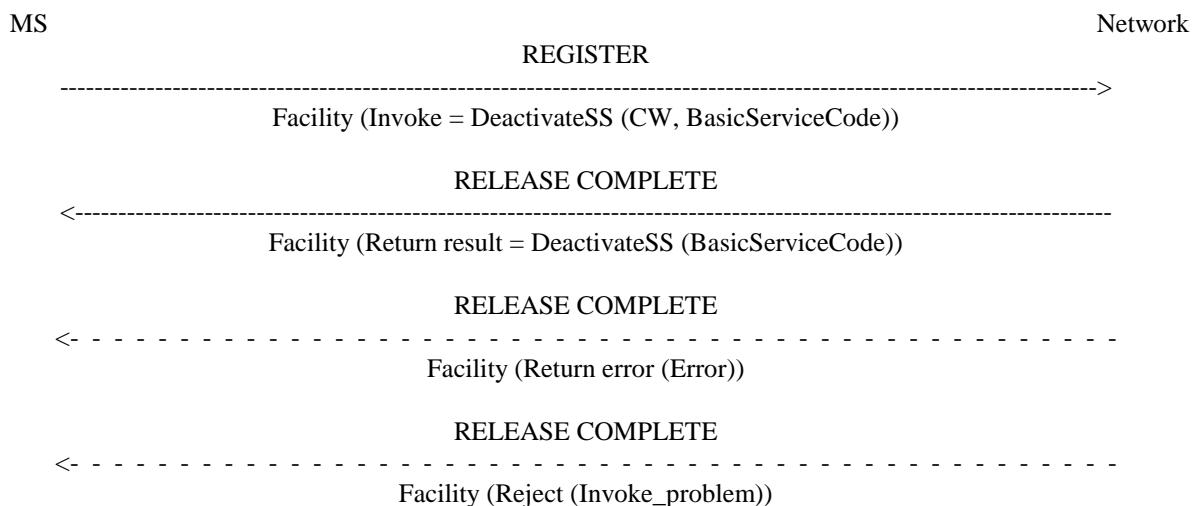 MS Network
REGISTER
Facility (Invoke = DeactivateSS (CW, BasicServiceCode))
RELEASE COMPLETE
Facility (Return result = DeactivateSS (BasicServiceCode))
RELEASE COMPLETE
Facility (Return error (Error))
RELEASE COMPLETE
Facility (Reject (Invoke_problem))